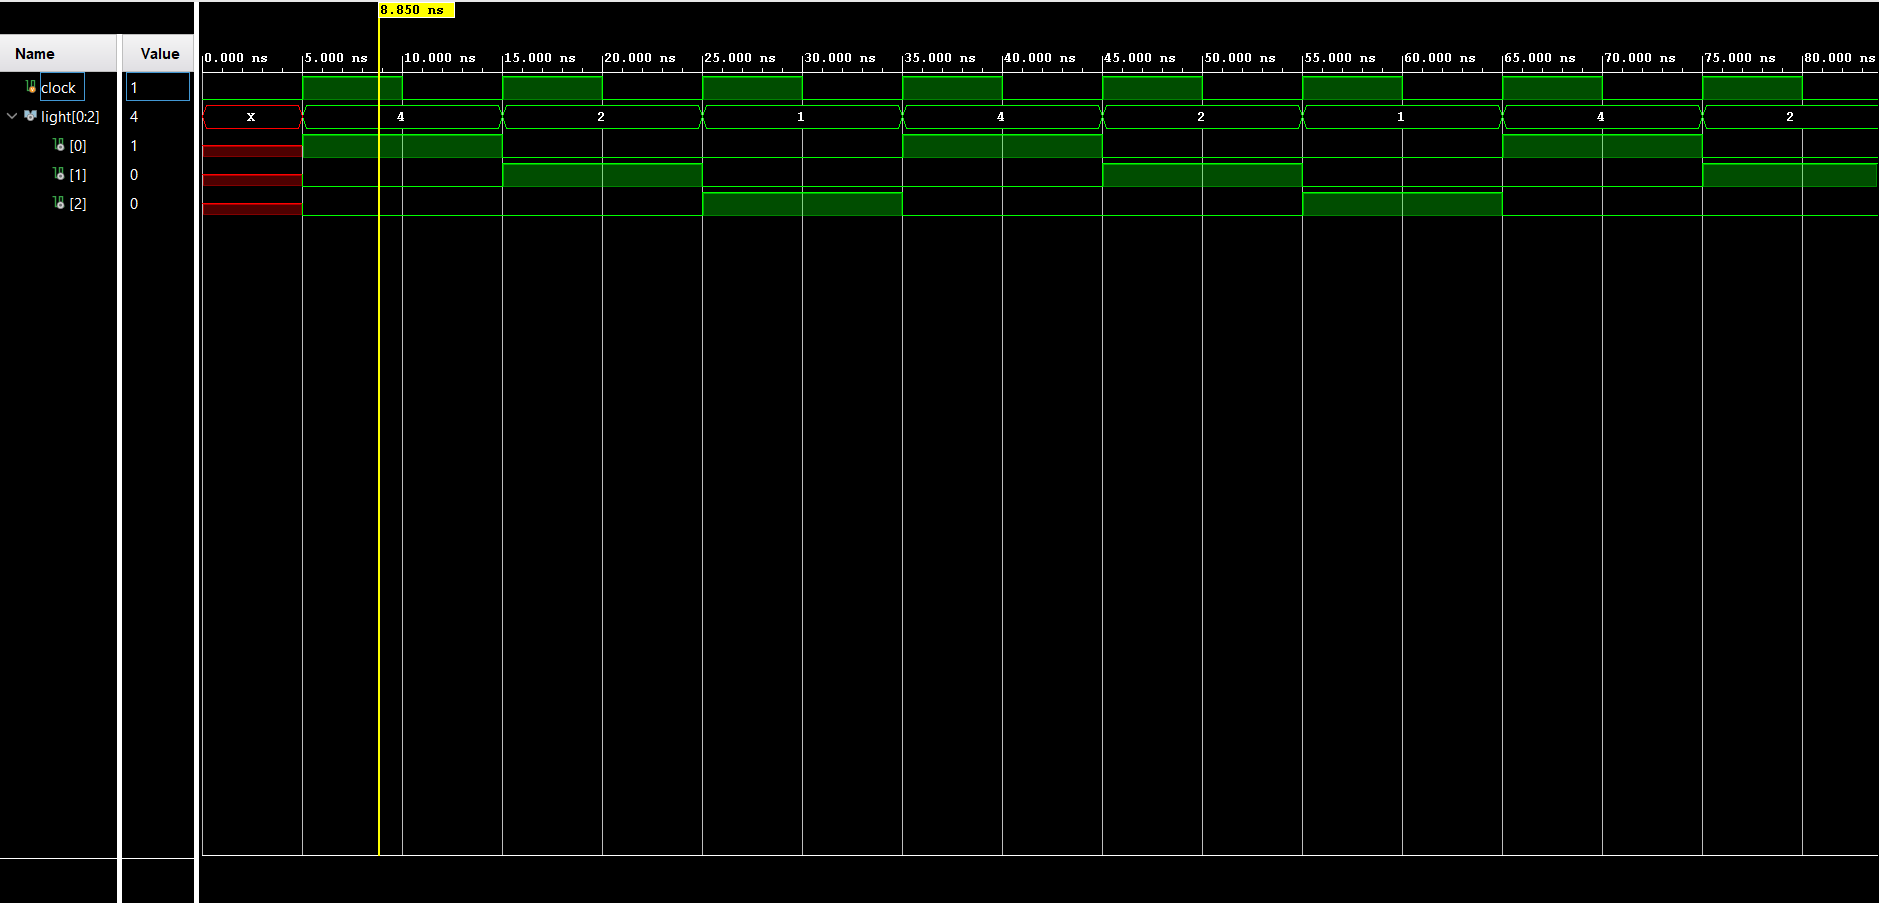 8.850 ns
Name Value
0.000 ns 5.000 ns 10.000 ns 15.000 ns 20.000 ns 25.000 ns 30.000 ns 35.000 ns 40.000 ns 45.000 ns 50.000 ns 55.000 ns 60.000 ns 65.000 ns 70.000 ns 75.000 ns 80.000 ns
clock 1
light[0:2] 4 X 4 2 1 4 2 1 4 2
[0] 1
[1] 0
[2] 0